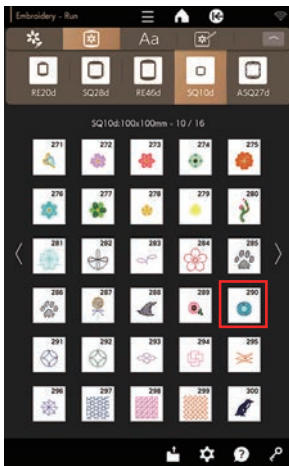 Embroidery - Run
Aa
RE20d SQ28d RE46d SQ10d ASQ27d
SQ10d:100x100mm - 10 / 16
271 272 273 274 275
276 277 278 279 280
281 282 283 284 285
286 287 288 289 290
291 292 293 294 295
296 297 298 299 300